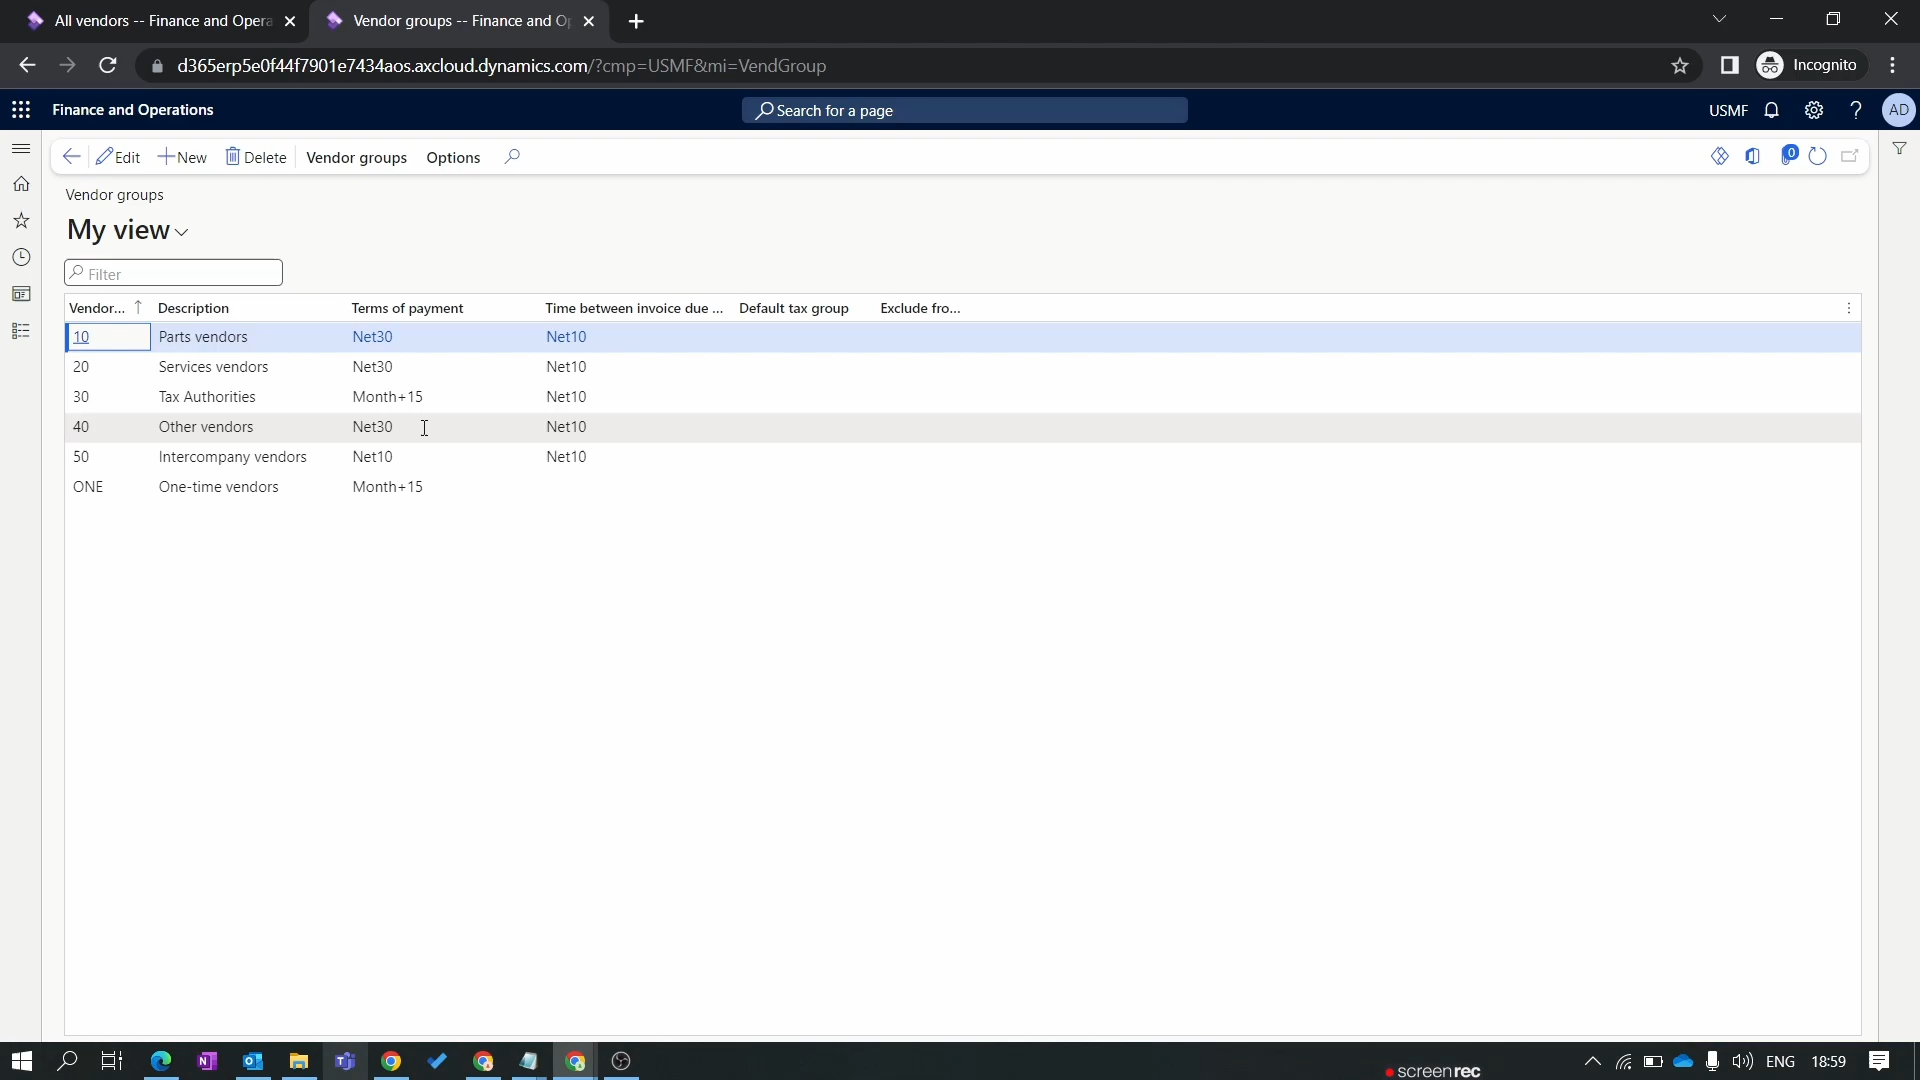 All vendors -- Finance and Opera
Vendor groups -- Finance and Op
d365erp5e0f44f7901e7434aos.axcloud.dynamics.com/?cmp=USMF&mi=VendGroup
Incognito
Finance and Operations
Search for a page
USMF
?
AD
Edit
New
Delete
Vendor groups
Options
0
Vendor groups
My view
Filter
Vendor... Description Terms of payment Time between invoice due ... Default tax group Exclude fro...
10 Parts vendors Net30 Net10
20 Services vendors Net30 Net10
30 Tax Authorities Month+15 Net10
40 Other vendors Net30 Net10
50 Intercompany vendors Net10 Net10
ONE One-time vendors Month+15
screenrec
ENG
18:59